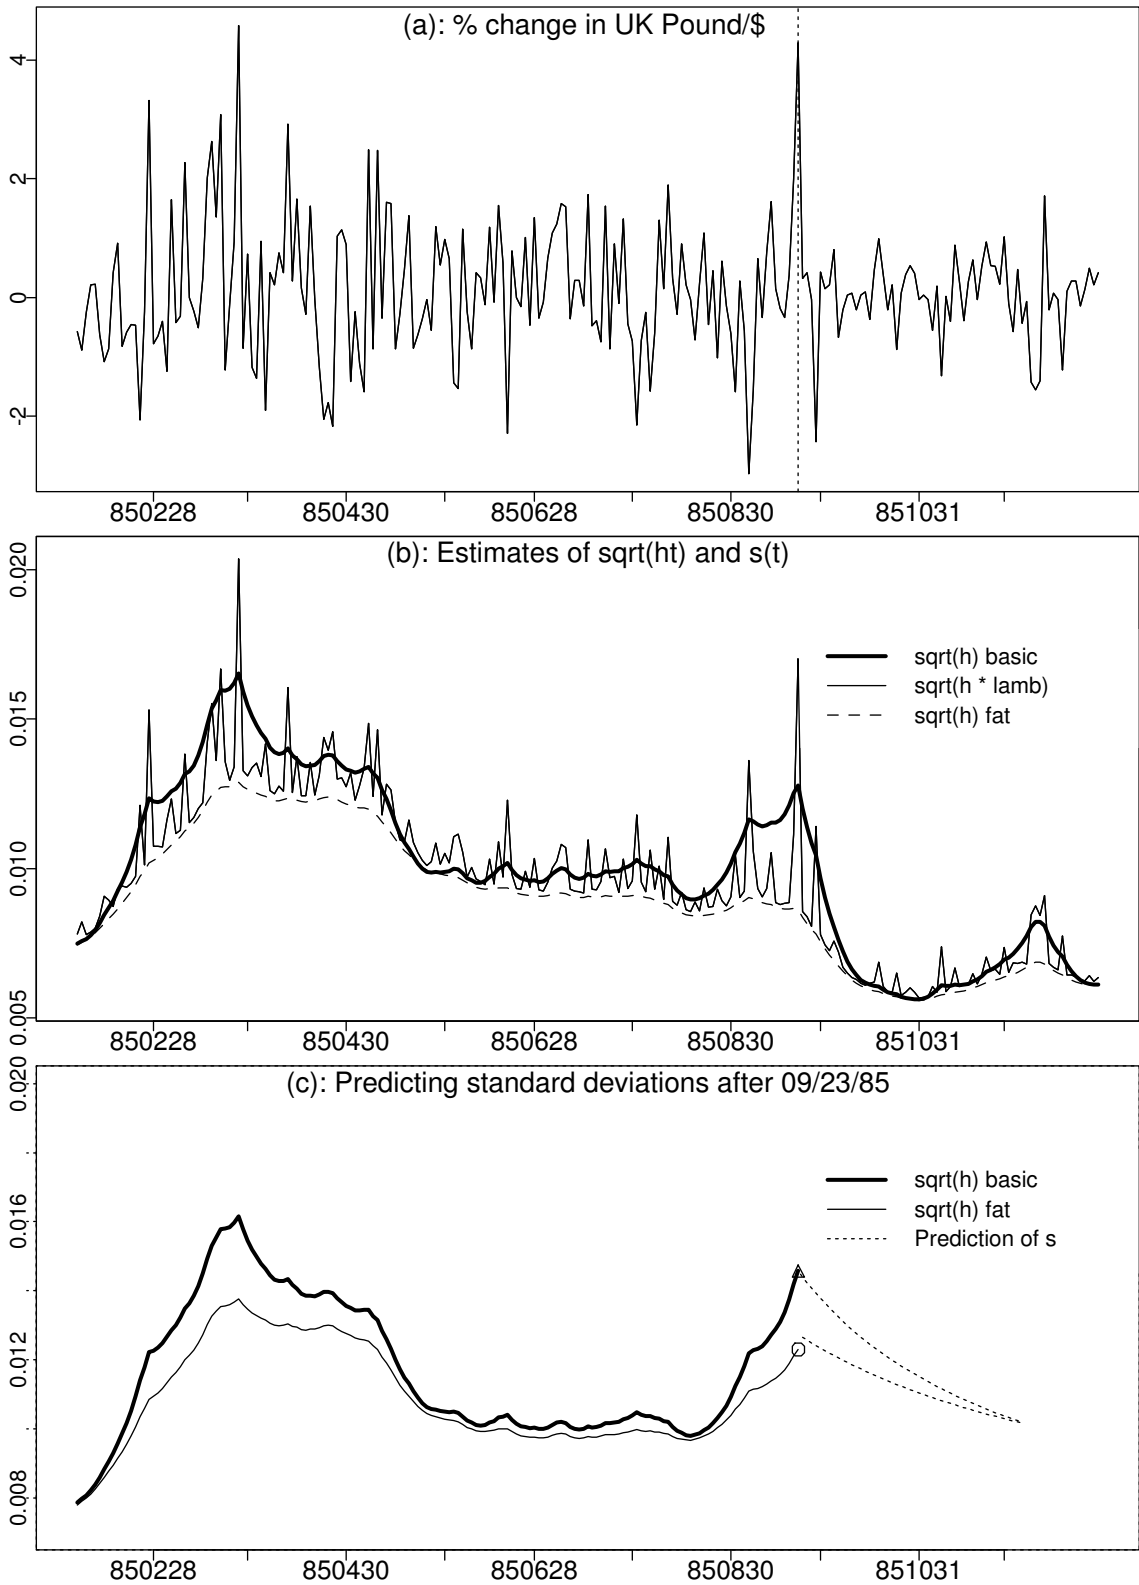 (a): % change in UK Pound/$
4
2
0
-2
850228 850430 850628 850830 851031
(b): Estimates of sqrt(ht) and s(t)
0.020
0.015
0.010
0.005
sqrt(h) basic
sqrt(h * lamb)
sqrt(h) fat
850228 850430 850628 850830 851031
(c): Predicting standard deviations after 09/23/85
0.020
0.016
0.012
0.008
sqrt(h) basic
sqrt(h) fat
Prediction of s
850228 850430 850628 850830 851031